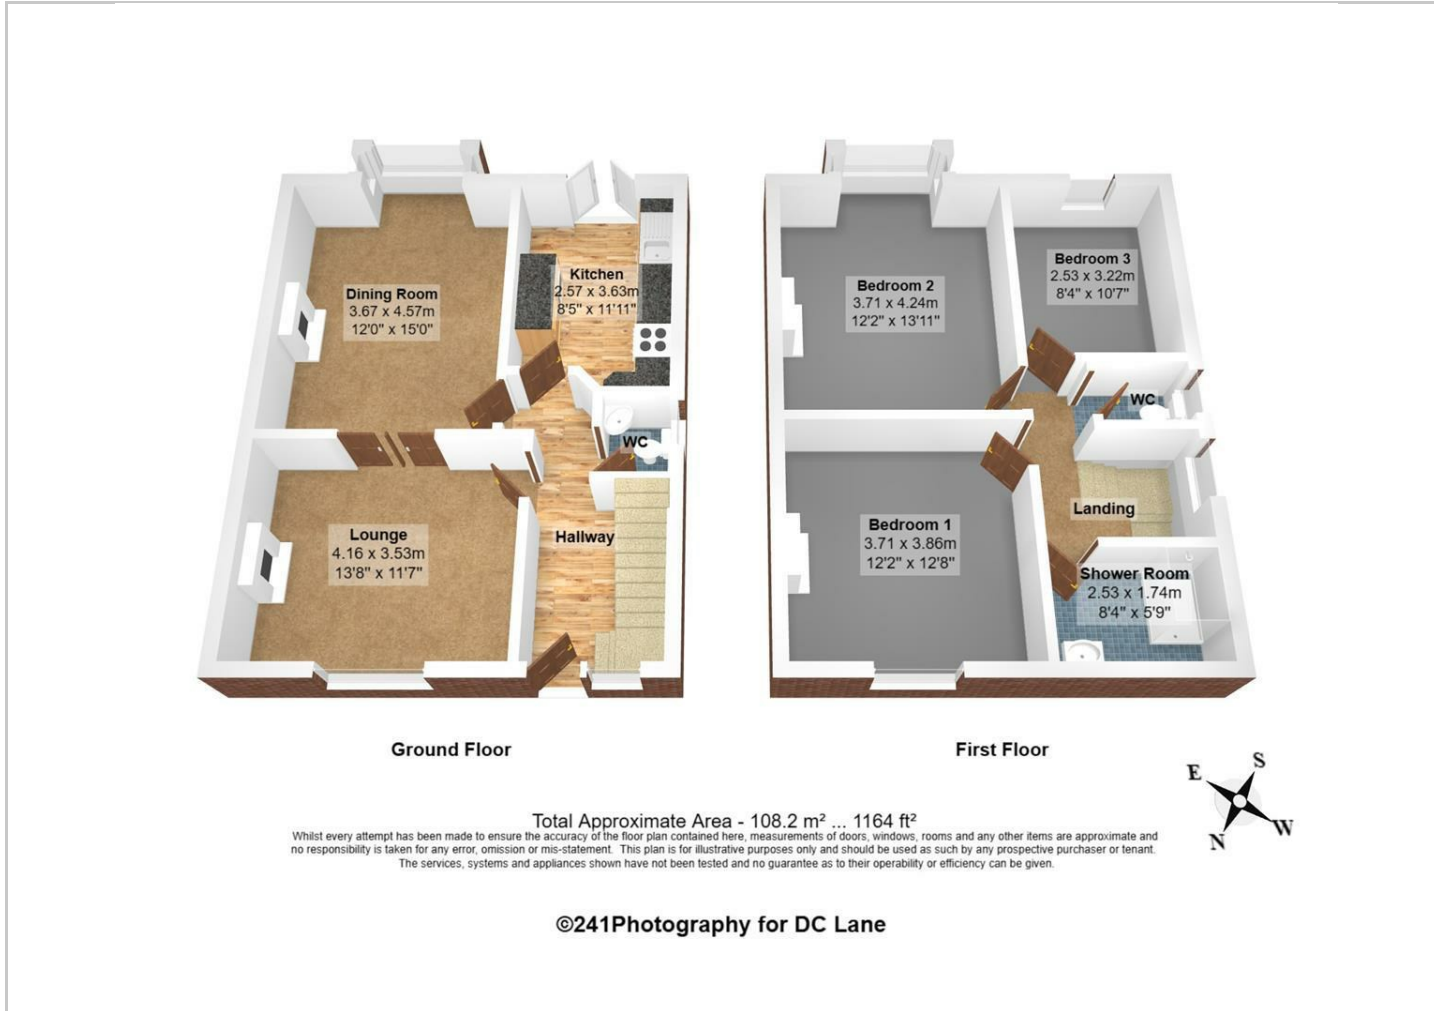 Dining Room
3.67 x 4.57m
12'0" x 15'0"
Kitchen
2.57 x 3.63m
8'5" x 11'11"
WC
Lounge
4.16 x 3.53m
13'8" x 11'7"
Hallway
Bedroom 2
3.71 x 4.24m
12'2" x 13'11"
Bedroom 3
2.53 x 3.22m
8'4" x 10'7"
WC
Bedroom 1
3.71 x 3.86m
12'2" x 12'8"
Landing
Shower Room
2.53 x 1.74m
8'4" x 5'9"
Ground Floor
First Floor
E
S
N
W
Total Approximate Area - 108.2 m² ... 1164 ft²
Whilst every attempt has been made to ensure the accuracy of the floor plan contained here, measurements of doors, windows, rooms and any other items are approximate and
no responsibility is taken for any error, omission or mis-statement. This plan is for illustrative purposes only and should be used as such by any prospective purchaser or tenant.
The services, systems and appliances shown have not been tested and no guarantee as to their operability or efficiency can be given.
©241Photography for DC Lane